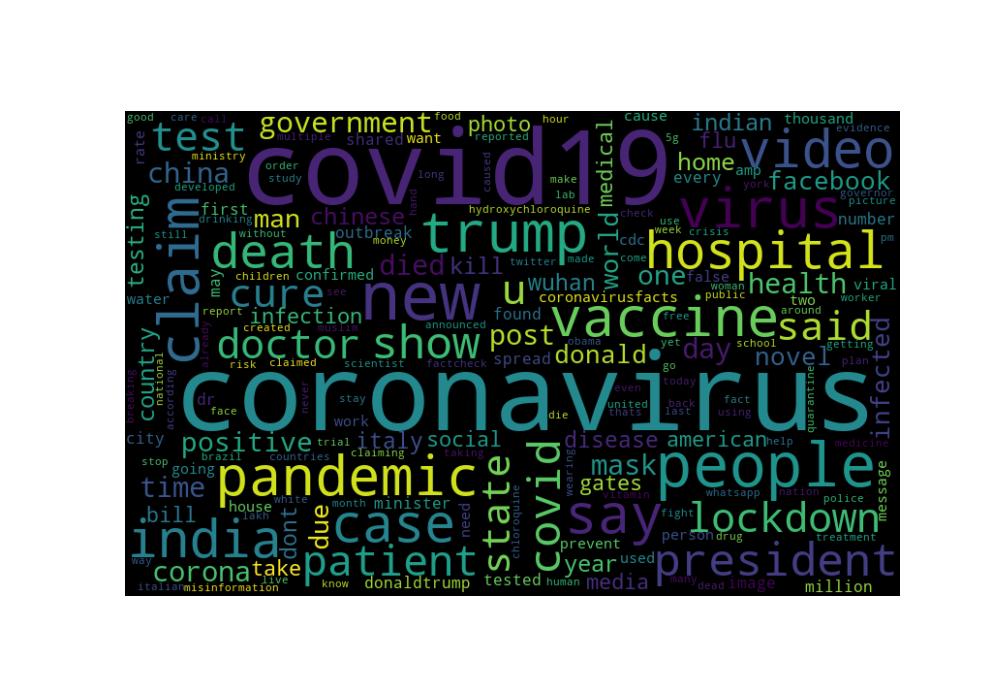 good care call
government food photo hour cause indian thousand
test multiple shared want reported 5g flu evidence
rate ministry covid19 caused medical home video
china order study long make every amp facebook
developed lab virus york governor
testing first hand hydroxychloroquine check number picture
claim drinking man chinese trump world use week crisis
still without outbreak money cdc hospital pm
death died kill twitter made come
may children confirmed wuhan one false health viral
water cure see new u coronavirusfacts woman public two worker
report infection found vaccine free around said
country created muslim announced post obama yet school getting
already doctor show donald day novel infected
national risk claimed scientist factcheck spread go plan
breaking according never coronavirus even today quarantined
dr face stay die united back fact
work thats last using
city positive trial italy social disease american help medicine
brazil claiming taking
stop going pandemic countries state covid wearing mask people
time white gates vitamin whatsapp nation message
house month minister chloroquine say police
bill lakh dont due case need fight lockdown
india prevent person drug treatment
way corona take patient year used president
live tested human media many
italian misinformation know donaldtrump dead image million